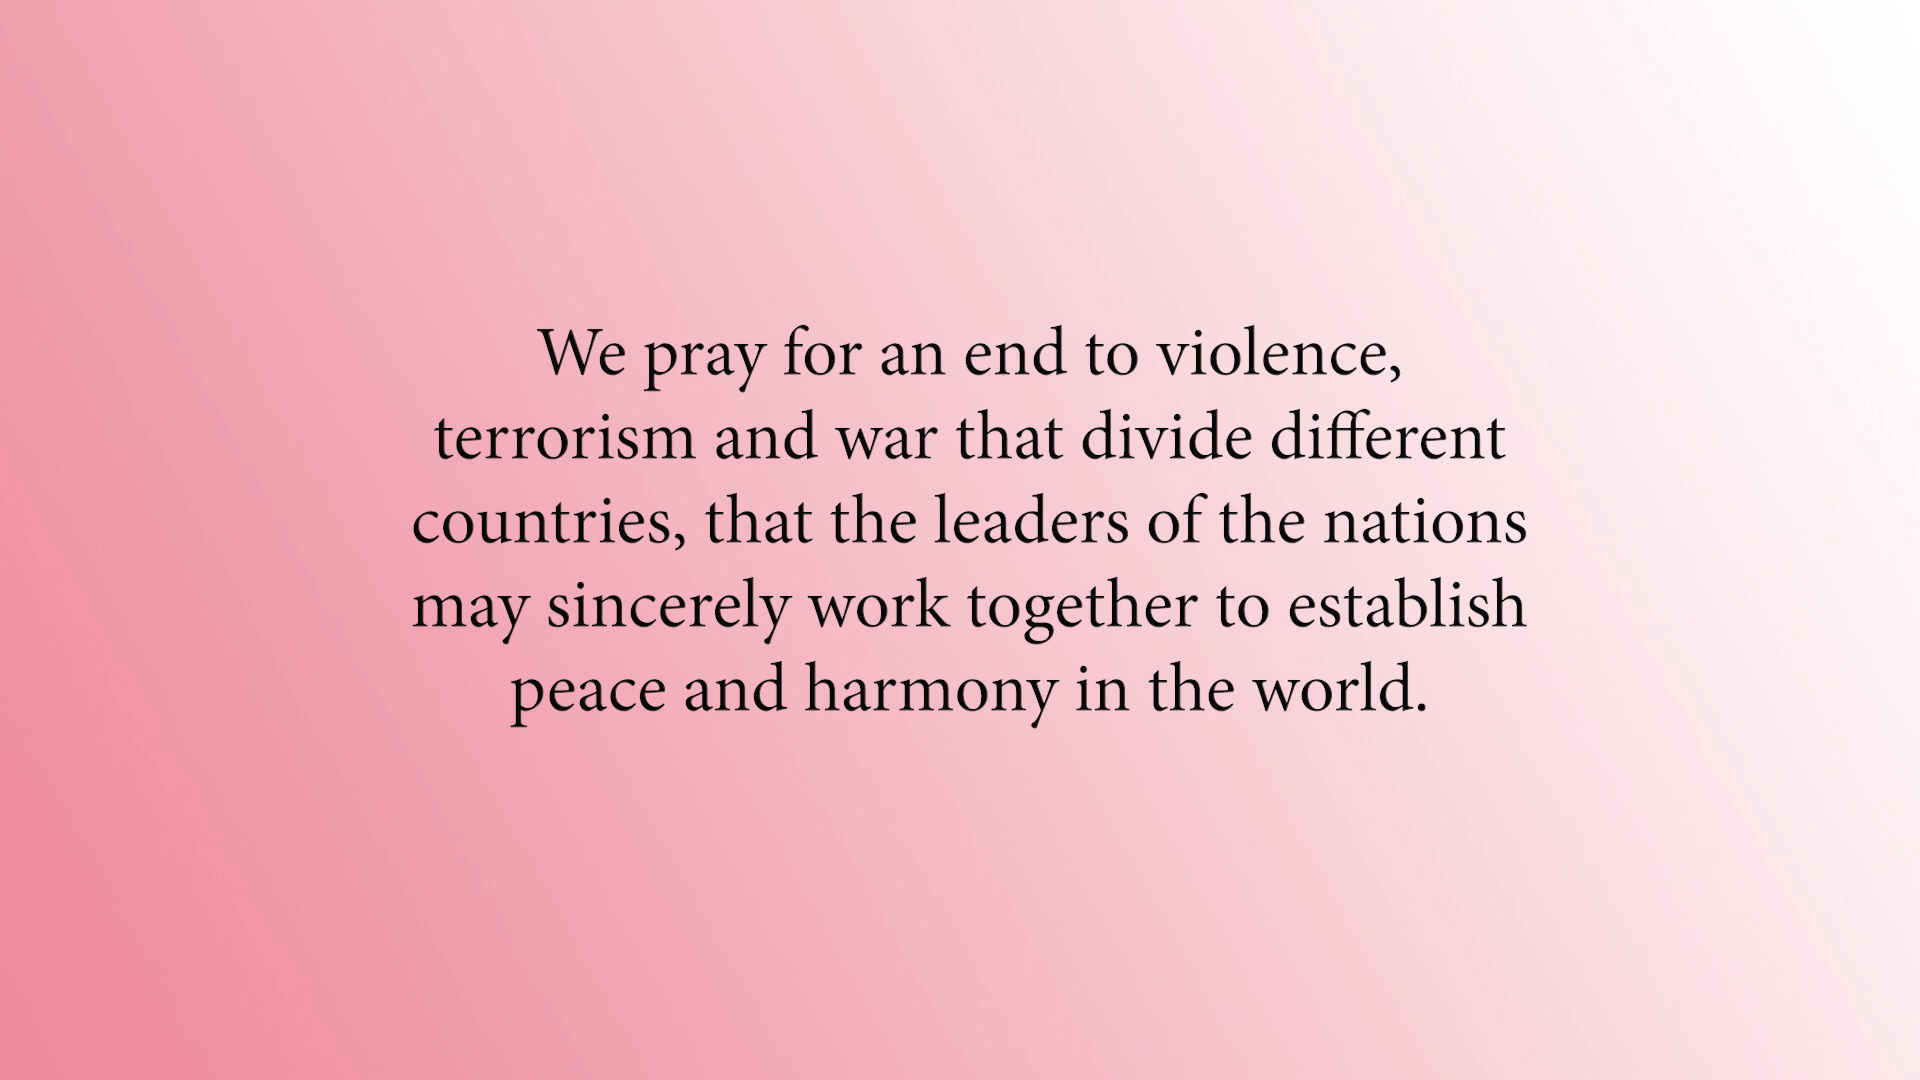 We pray for an end to violence,
terrorism and war that divide different
countries, that the leaders of the nations
may sincerely work together to establish
peace and harmony in the world.